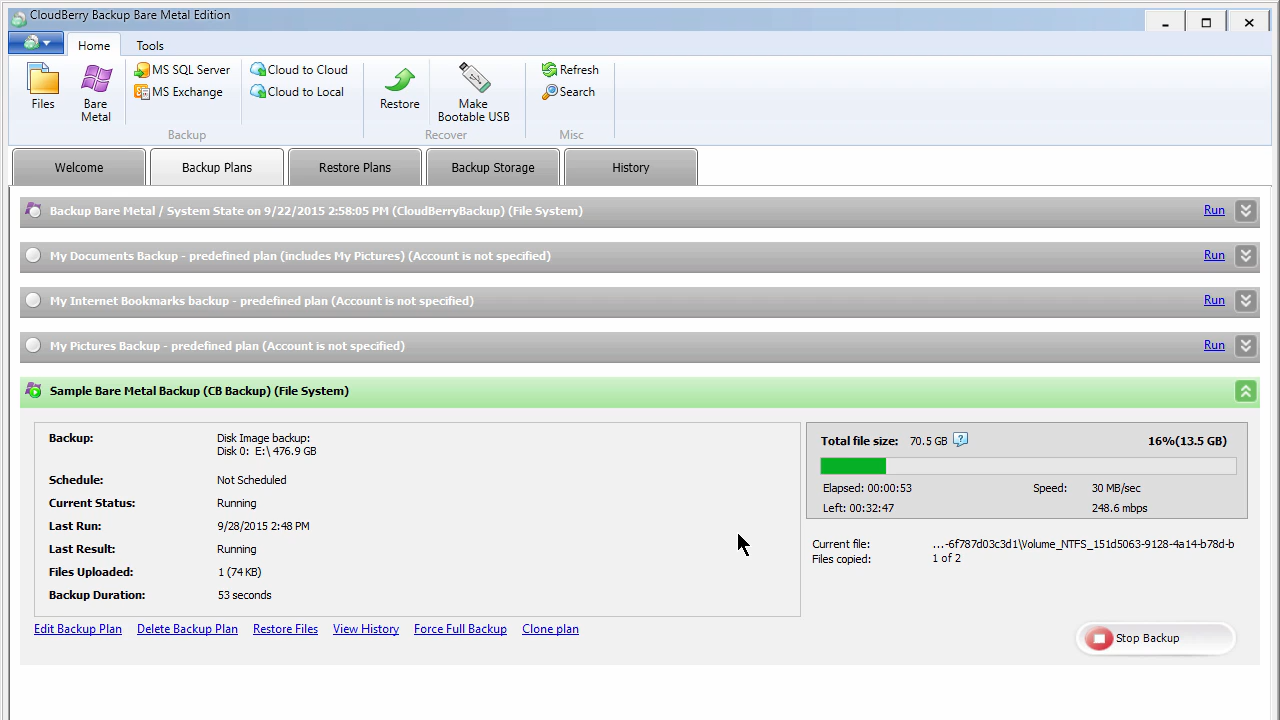 CloudBerry Backup Bare Metal Edition
Home Tools
Files
Bare Metal
MS SQL Server
MS Exchange
Backup
Cloud to Cloud
Cloud to Local
Restore
Make Bootable USB
Recover
Refresh
Search
Misc
Welcome Backup Plans Restore Plans Backup Storage History
Backup Bare Metal / System State on 9/22/2015 2:58:05 PM (CloudBerryBackup) (File System) Run
My Documents Backup - predefined plan (includes My Pictures) (Account is not specified) Run
My Internet Bookmarks backup - predefined plan (Account is not specified) Run
My Pictures Backup - predefined plan (Account is not specified) Run
Sample Bare Metal Backup (CB Backup) (File System)
Backup: Disk Image backup:
Disk 0: E:\ 476.9 GB
Schedule: Not Scheduled
Current Status: Running
Last Run: 9/28/2015 2:48 PM
Last Result: Running
Files Uploaded: 1 (74 KB)
Backup Duration: 53 seconds
Total file size: 70.5 GB ? 16%(13.5 GB)
Elapsed: 00:00:53 Speed: 30 MB/sec
Left: 00:32:47 248.6 mbps
Current file: ...-6f787d03c3d1\Volume_NTFS_151d5063-9128-4a14-b78d-b
Files copied: 1 of 2
Edit Backup Plan Delete Backup Plan Restore Files View History Force Full Backup Clone plan
Stop Backup